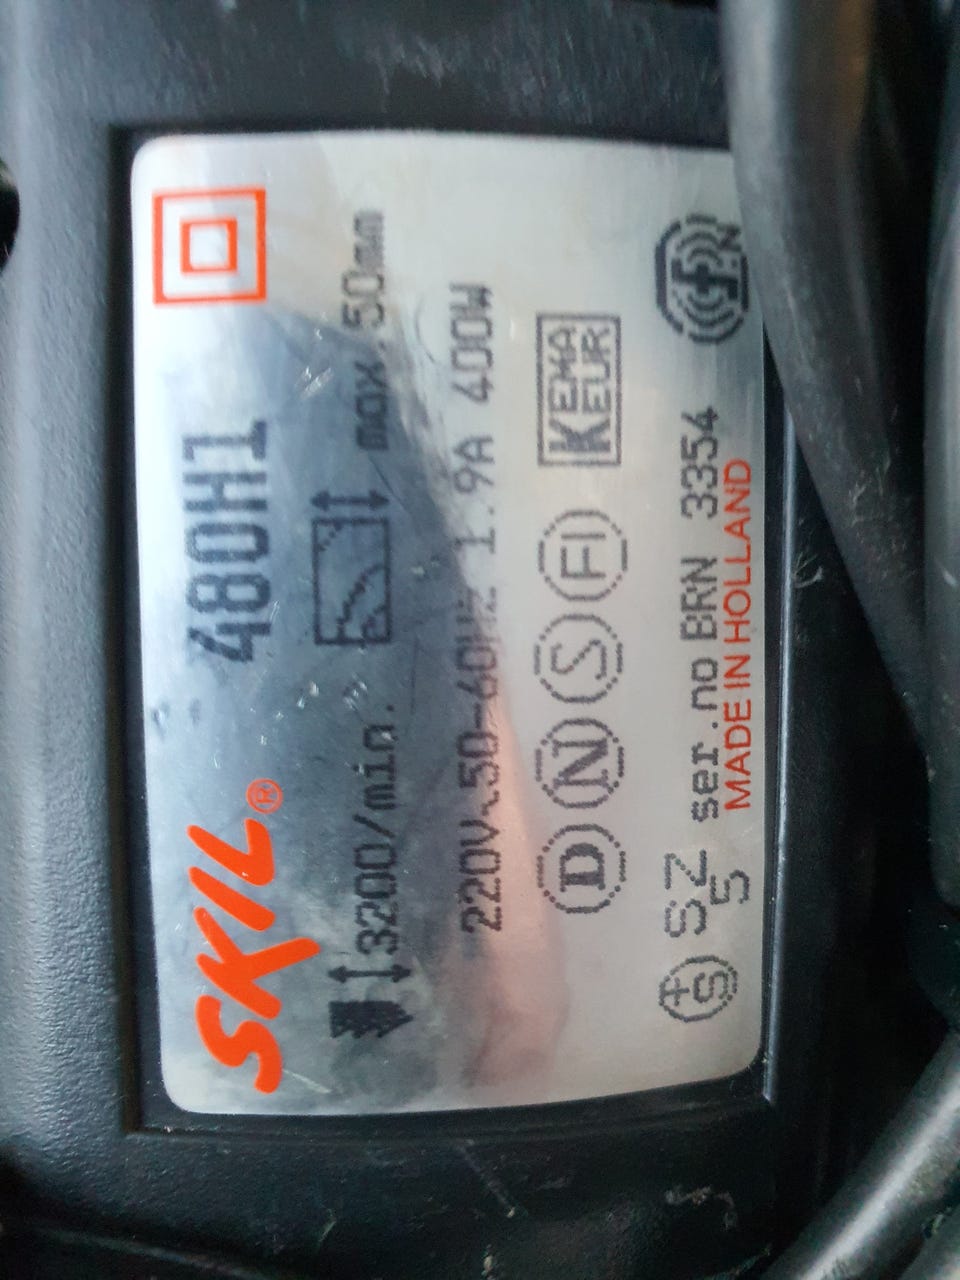 SKIL® 480H1
3200/min. max.50mm
220V~50-60Hz 1.9A 400W
D N S FI KEMA KEUR
+S SZ ser.no BRN 3354
5 MADE IN HOLLAND